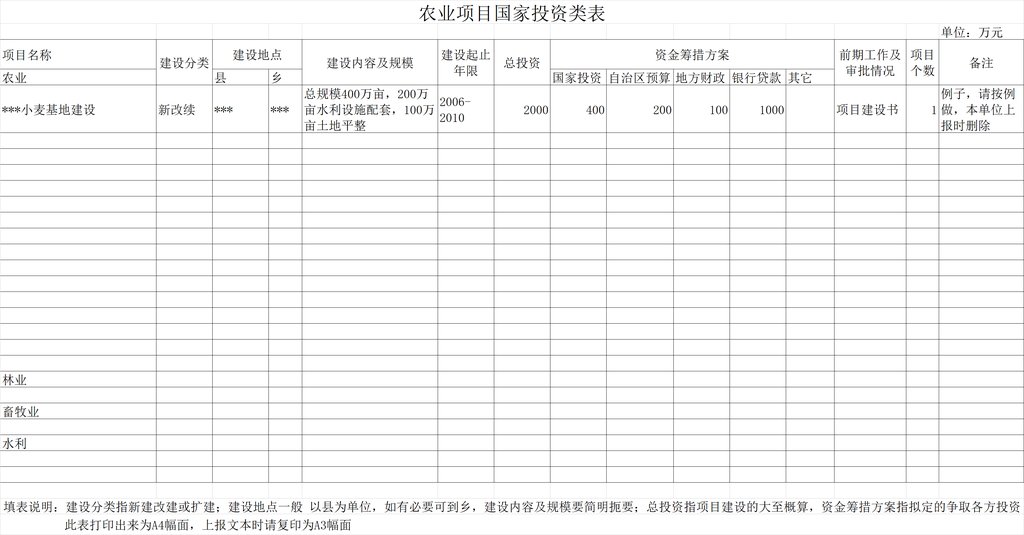 农业项目国家投资类表
单位：万元
项目名称 建设分类 建设地点 建设内容及规模 建设起止年限 总投资 资金筹措方案 前期工作及审批情况 项目个数 备注
农业 县 乡 国家投资 自治区预算 地方财政 银行贷款 其它
***小麦基地建设 新改续 *** *** 总规模400万亩，200万亩水利设施配套，100万亩土地平整 2006-2010 2000 400 200 100 1000 项目建设书 1 例子，请按例做，本单位上报时删除
林业
畜牧业
水利
填表说明：建设分类指新建改建或扩建；建设地点一般 以县为单位，如有必要可到乡，建设内容及规模要简明扼要；总投资指项目建设的大至概算，资金筹措方案指拟定的争取各方投资
此表打印出来为A4幅面，上报文本时请复印为A3幅面